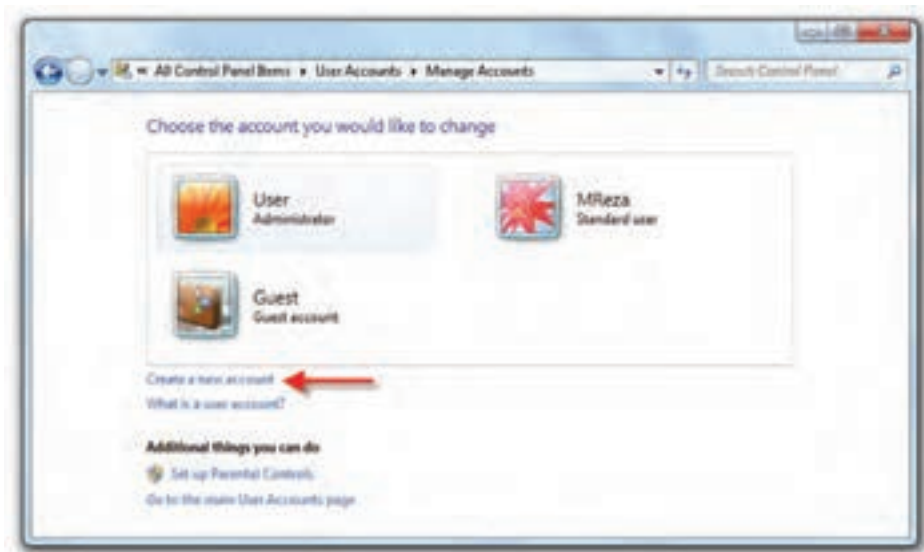 « All Control Panel Items ▸ User Accounts ▸ Manage Accounts
Search Control Panel
Choose the account you would like to change
User
Administrator
MReza
Standard user
Guest
Guest account
Create a new account
What is a user account?
Additional things you can do
Set up Parental Controls
Go to the main User Accounts page